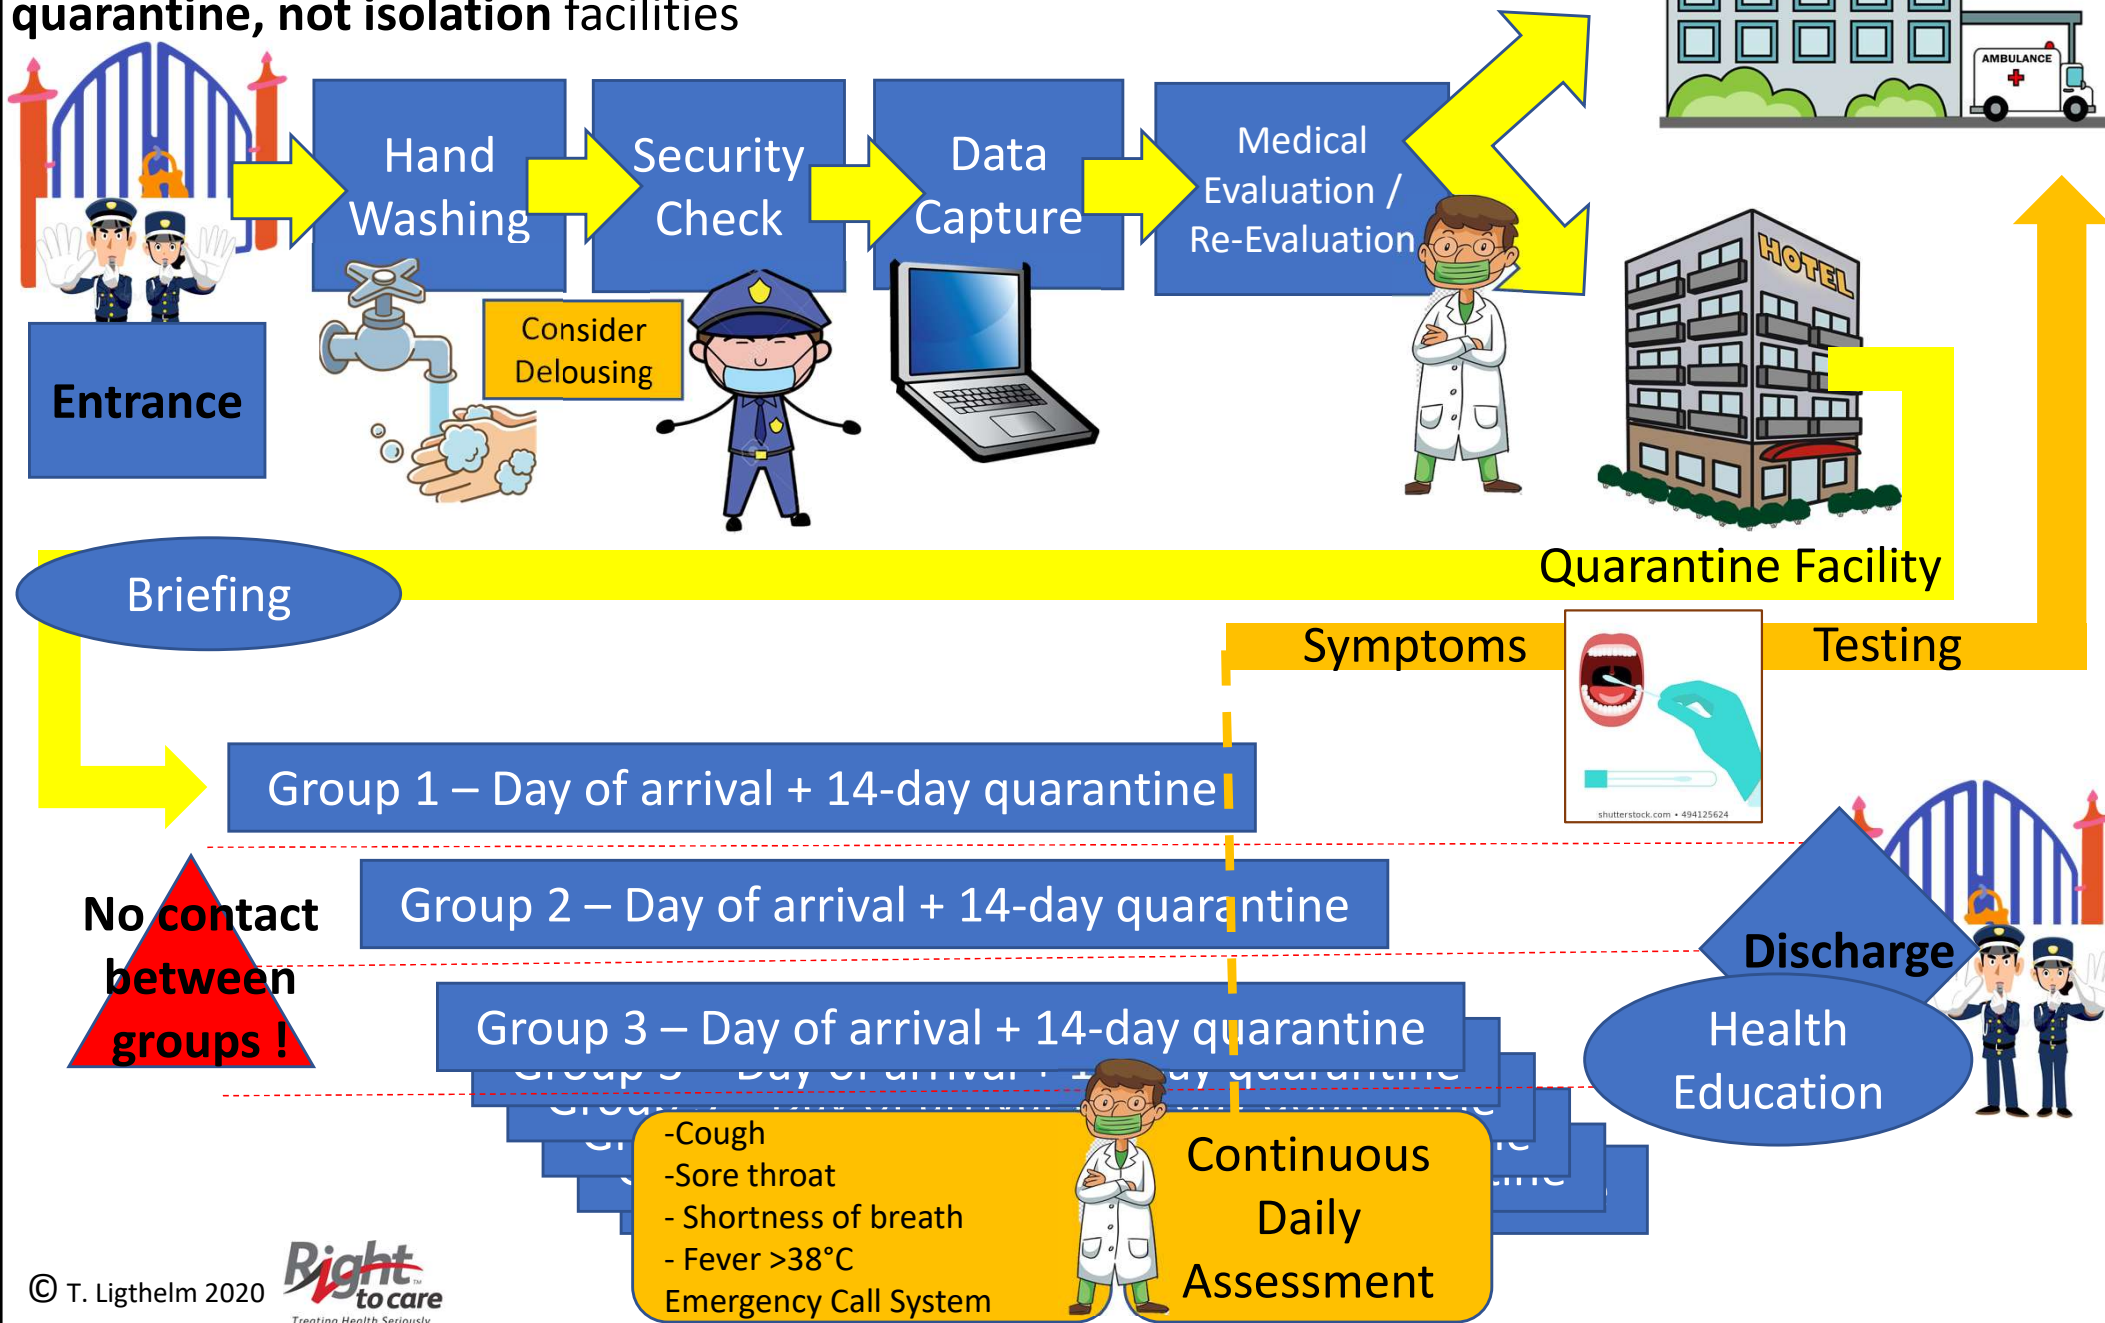 quarantine, not isolation facilities
AMBULANCE
Hand
Washing
Security
Check
Data
Capture
Medical
Evaluation /
Re-Evaluation
HOTEL
Consider
Delousing
Entrance
Quarantine Facility
Briefing
Symptoms
Testing
shutterstock.com • 494125624
Group 1 – Day of arrival + 14-day quarantine
Group 2 – Day of arrival + 14-day quarantine
No contact
between
groups !
Discharge
Group 3 – Day of arrival + 14-day quarantine
Health
Education
-Cough
-Sore throat
- Shortness of breath
- Fever >38°C
Emergency Call System
Continuous
Daily
Assessment
© T. Ligthelm 2020
Right
to care
TM
Treating Health Seriously